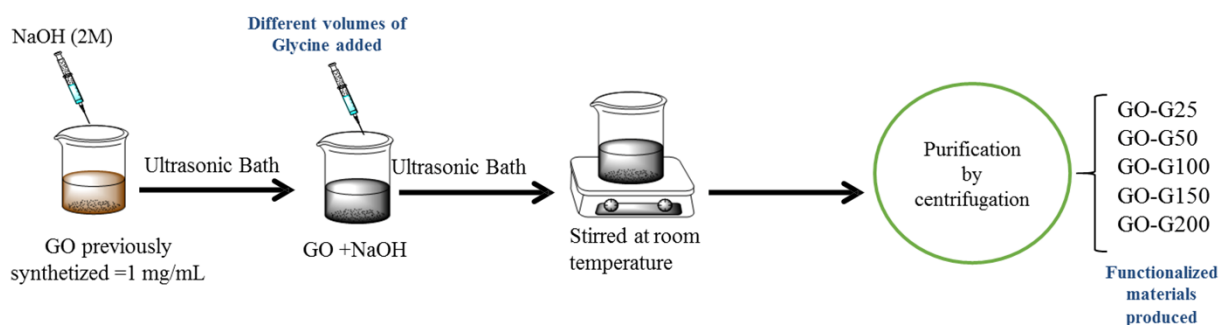 NaOH (2M)
GO previously
synthetized =1 mg/mL
Ultrasonic Bath
Different volumes of
Glycine added
GO +NaOH
Ultrasonic Bath
Stirred at room
temperature
Purification
by
centrifugation
GO-G25
GO-G50
GO-G100
GO-G150
GO-G200
Functionalized
materials
produced